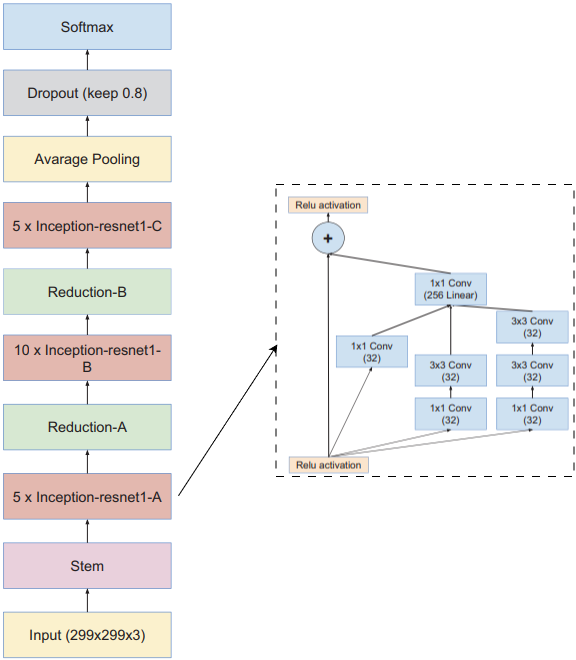 Softmax
Dropout (keep 0.8)
Avarage Pooling
5 x Inception-resnet1-C
Reduction-B
10 x Inception-resnet1-
B
Reduction-A
5 x Inception-resnet1-A
Stem
Input (299x299x3)
Relu activation
+
1x1 Conv
(256 Linear)
3x3 Conv
(32)
1x1 Conv
(32)
3x3 Conv
(32)
3x3 Conv
(32)
1x1 Conv
(32)
1x1 Conv
(32)
Relu activation